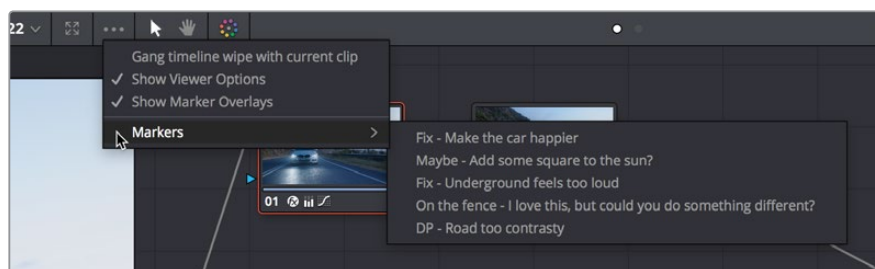 22
Gang timeline wipe with current clip
✓ Show Viewer Options
✓ Show Marker Overlays
Markers
Fix - Make the car happier
Maybe - Add some square to the sun?
Fix - Underground feels too loud
On the fence - I love this, but could you do something different?
DP - Road too contrasty
01